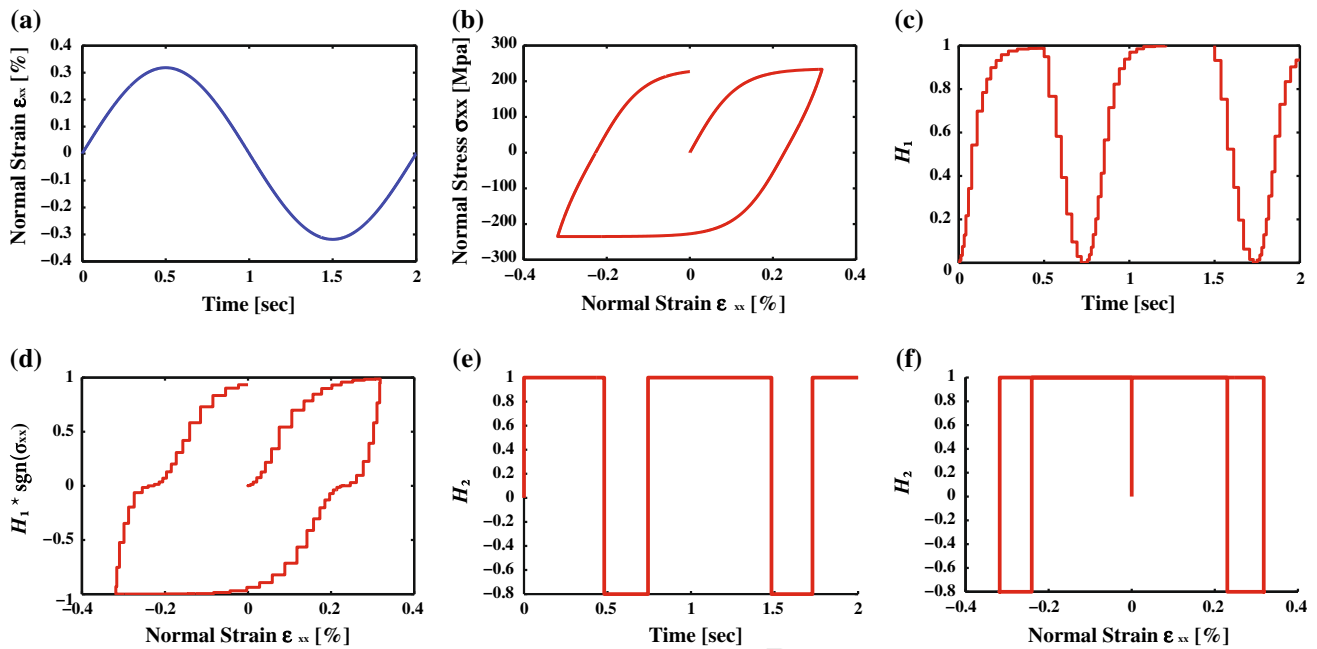 (a)
Normal Strain εxx [%]
0.4
0.3
0.2
0.1
0
−0.1
−0.2
−0.3
−0.4
0 0.5 1 1.5 2
Time [sec]
(b)
Normal Stress σxx [Mpa]
300
200
100
0
−100
−200
−300
−0.4 −0.2 0 0.2 0.4
Normal Strain ε xx [%]
(c)
H1
1
0.8
0.6
0.4
0.2
0
0 0.5 1 1.5 2
Time [sec]
(d)
H1 * sgn(σxx)
1
0.5
0
−0.5
−1
−0.4 −0.2 0 0.2 0.4
Normal Strain ε xx [%]
(e)
H2
1
0.8
0.6
0.4
0.2
0
−0.2
−0.4
−0.6
−0.8
0 0.5 1 1.5 2
Time [sec]
(f)
H2
1
0.8
0.6
0.4
0.2
0
−0.2
−0.4
−0.6
−0.8
−0.4 −0.2 0 0.2 0.4
Normal Strain ε xx [%]